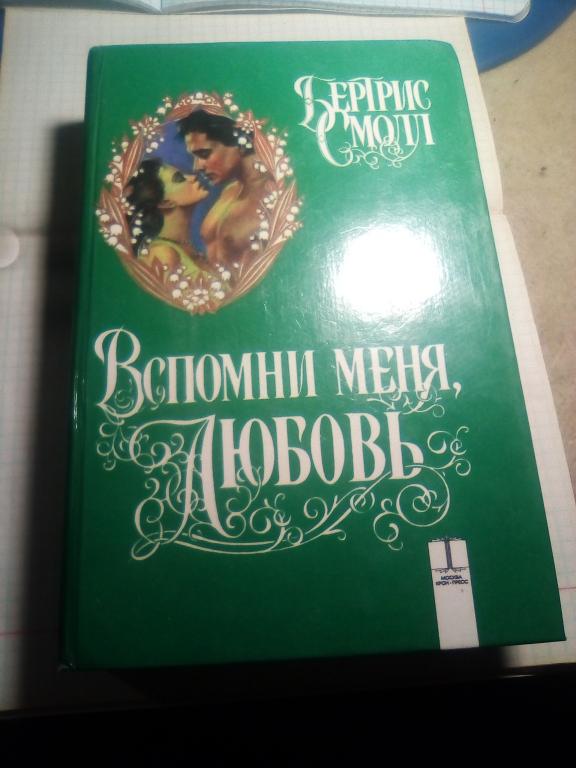 Бертрис
Смолл
Вспомни меня,
любовь
МОСКВА
КРОН-ПРЕСС